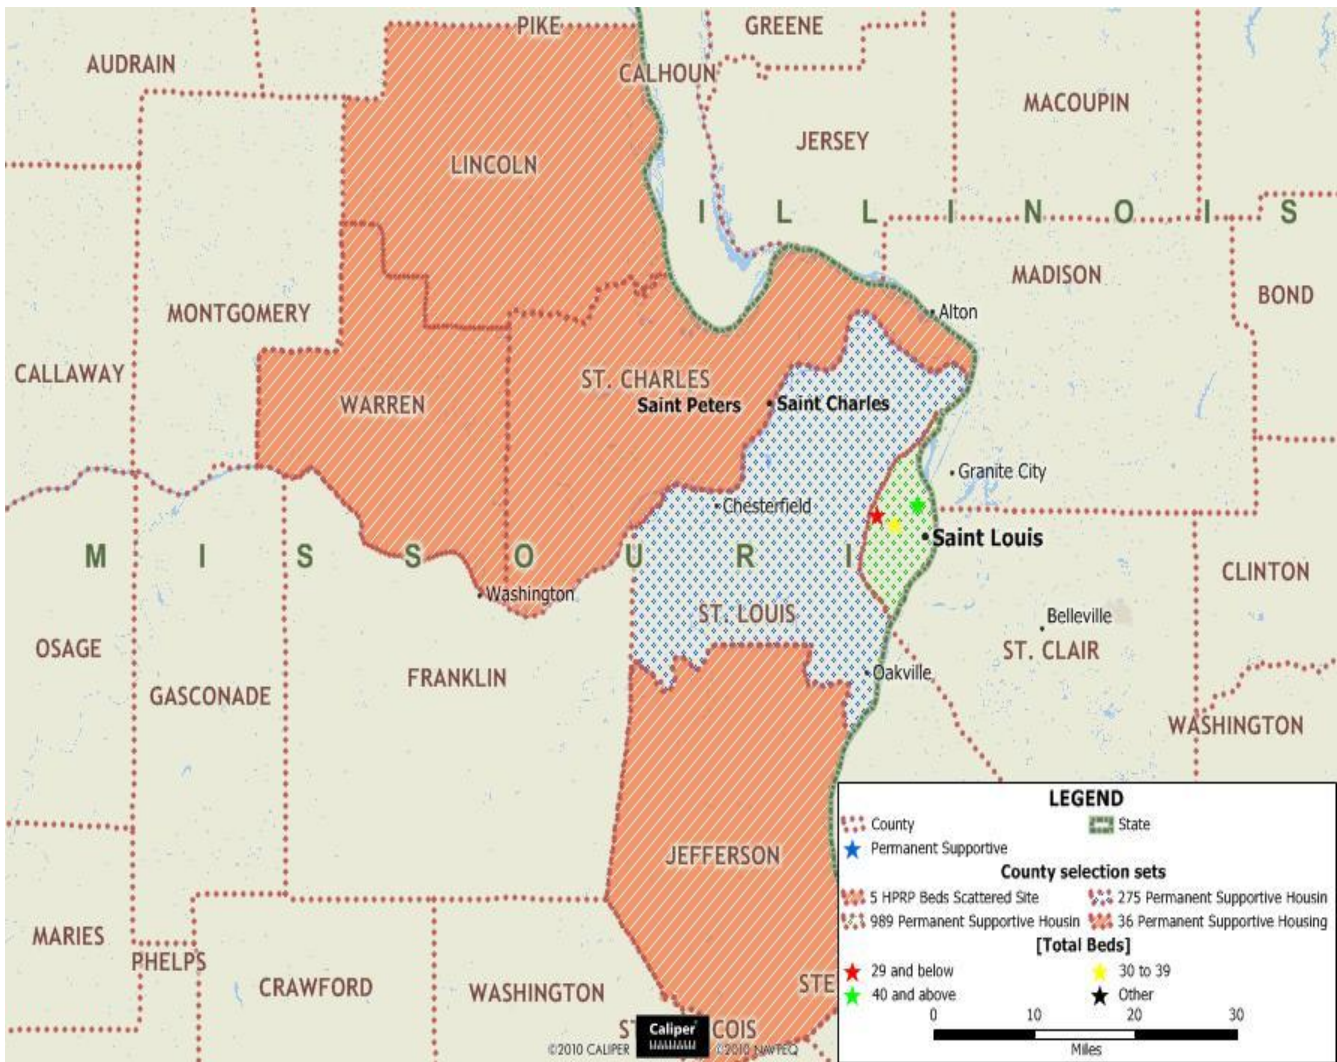 PIKE
GREENE
AUDRAIN
CALHOUN
MACOUPIN
JERSEY
LINCOLN
ILLINOIS
MADISON
BOND
MONTGOMERY
Alton
CALLAWAY
ST. CHARLES
WARREN
Saint Peters
Saint Charles
Granite City
Chesterfield
Saint Louis
MISSOURI
CLINTON
Washington
ST. LOUIS
Belleville
OSAGE
ST. CLAIR
FRANKLIN
Oakville
GASCONADE
WASHINGTON
JEFFERSON
MARIES
PHELPS
CRAWFORD
WASHINGTON
STE
ST
COIS
Caliper
©2010 CALIPER
©2010 NAVTEQ
LEGEND
County
State
Permanent Supportive
County selection sets
5 HPRP Beds Scattered Site
275 Permanent Supportive Housin
989 Permanent Supportive Housin
36 Permanent Supportive Housing
[Total Beds]
29 and below
30 to 39
40 and above
Other
0 10 20 30
Miles